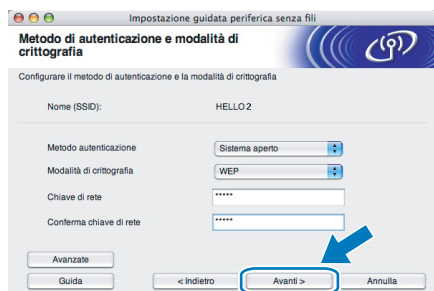 Impostazione guidata periferica senza fili
Metodo di autenticazione e modalità di
crittografia
Configurare il metodo di autenticazione e la modalità di crittografia
Nome (SSID): HELLO2
Metodo autenticazione Sistema aperto
Modalità di crittografia WEP
Chiave di rete *****
Conferma chiave di rete *****
Avanzate
Guida < Indietro Avanti > Annulla